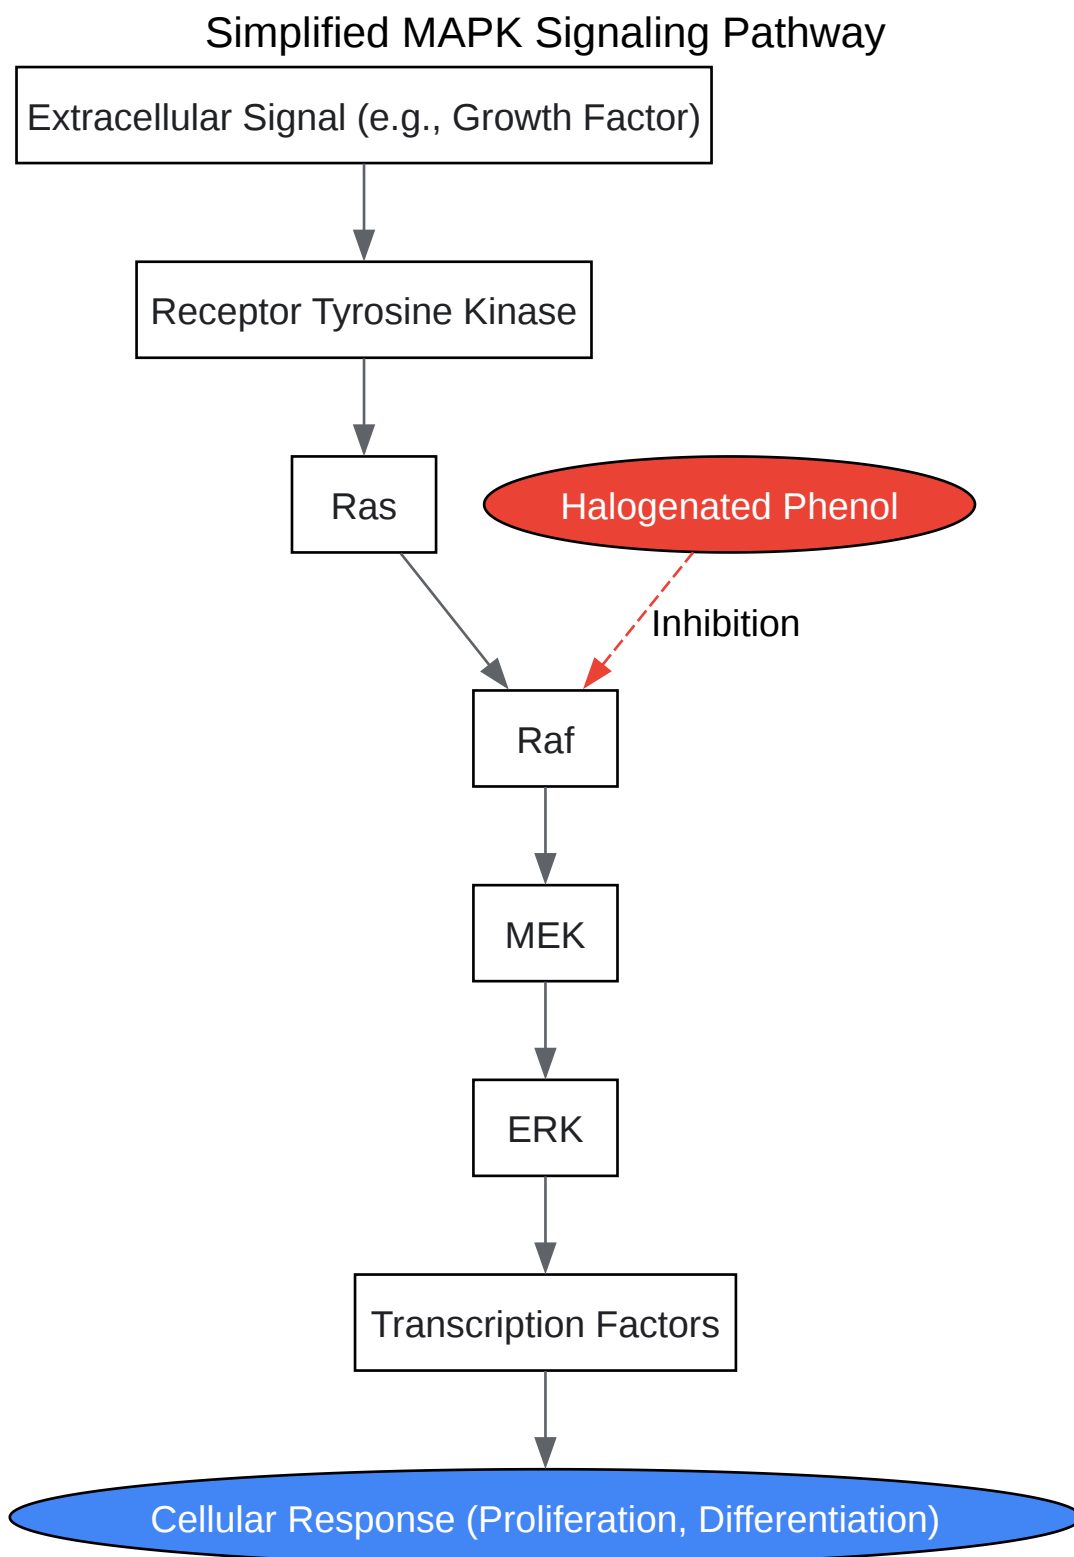 Simplified MAPK Signaling Pathway
Extracellular Signal (e.g., Growth Factor)
Receptor Tyrosine Kinase
Ras
Halogenated Phenol
Inhibition
Raf
MEK
ERK
Transcription Factors
Cellular Response (Proliferation, Differentiation)